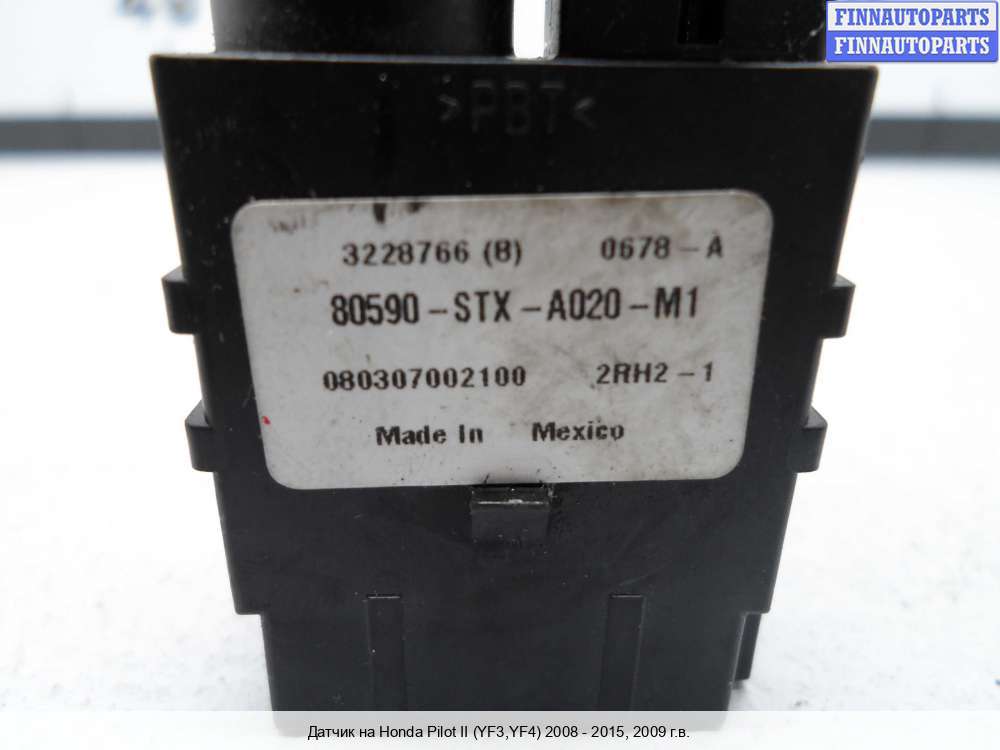 FINNAUTOPARTS
FINNAUTOPARTS
>PBT<
3228766 (B) 0678-A
80590-STX-A020-M1
080307002100 2RH2-1
Made In Mexico
Датчик на Honda Pilot II (YF3,YF4) 2008 - 2015, 2009 г.в.